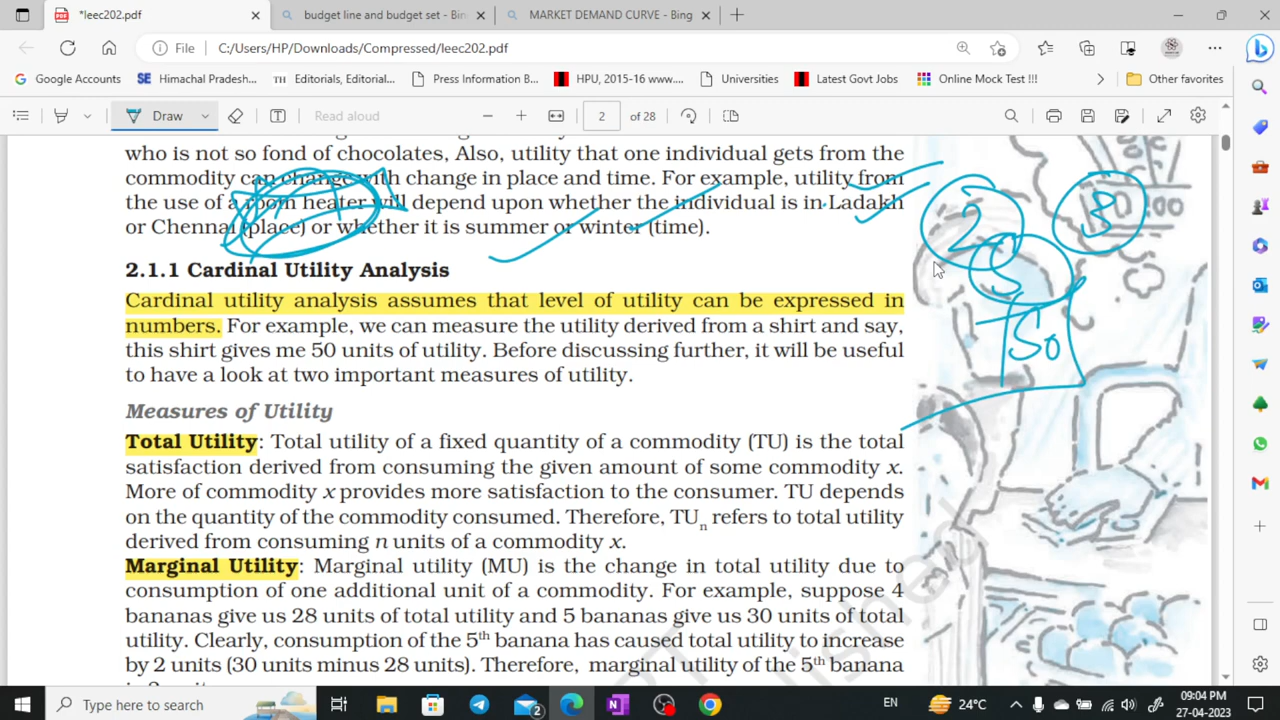 *leec202.pdf
budget line and budget set - Bin
MARKET DEMAND CURVE - Bing
File
C:/Users/HP/Downloads/Compressed/leec202.pdf
Google Accounts
SE Himachal Pradesh...
TH Editorials, Editorial...
Press Information B...
HPU, 2015-16 www....
Universities
Latest Govt Jobs
Online Mock Test !!!
Other favorites
Draw
Read aloud
2 of 28
who is not so fond of chocolates, Also, utility that one individual gets from the
commodity can change with change in place and time. For example, utility from
the use of a room heater will depend upon whether the individual is in Ladakh
or Chennai (place) or whether it is summer or winter (time).
2
8
5
50
2.1.1 Cardinal Utility Analysis
Cardinal utility analysis assumes that level of utility can be expressed in
numbers. For example, we can measure the utility derived from a shirt and say,
this shirt gives me 50 units of utility. Before discussing further, it will be useful
to have a look at two important measures of utility.
Measures of Utility
Total Utility: Total utility of a fixed quantity of a commodity (TU) is the total
satisfaction derived from consuming the given amount of some commodity x.
More of commodity x provides more satisfaction to the consumer. TU depends
on the quantity of the commodity consumed. Therefore, TUn refers to total utility
derived from consuming n units of a commodity x.
Marginal Utility: Marginal utility (MU) is the change in total utility due to
consumption of one additional unit of a commodity. For example, suppose 4
bananas give us 28 units of total utility and 5 bananas give us 30 units of total
utility. Clearly, consumption of the 5th banana has caused total utility to increase
by 2 units (30 units minus 28 units). Therefore, marginal utility of the 5th banana
Type here to search
2
EN
24°C
09:04 PM
27-04-2023